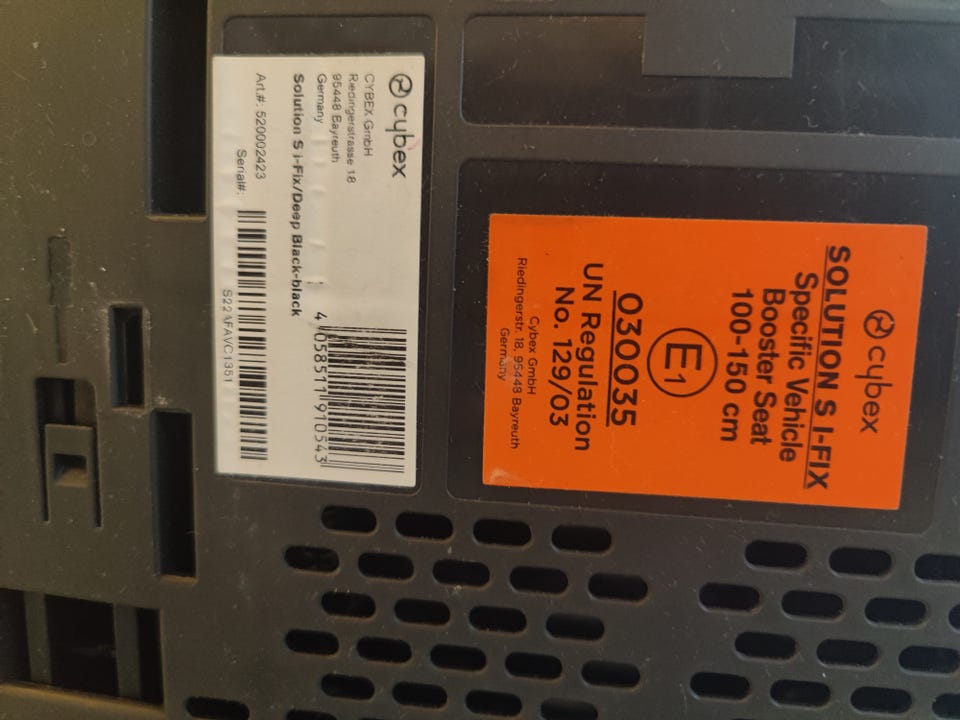 cybex
CYBEX GmbH
Riedingerstrasse 18
95448 Bayreuth
Germany
Solution S i-Fix/Deep Black-black
4 058511 910543
Art.#: 520002423
Serial#:
cybex
SOLUTION S I-FIX
Specific Vehicle
Booster Seat
100-150 cm
E1
030035
UN Regulation
No. 129/03
Cybex GmbH
Riedingerstr. 18, 95448 Bayreuth
Germany